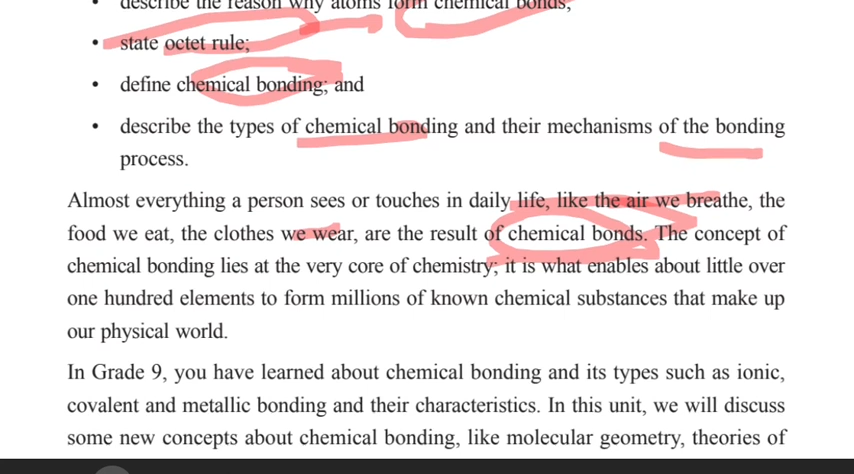 • describe the reason why atoms form chemical bonds;
• state octet rule;
• define chemical bonding; and
• describe the types of chemical bonding and their mechanisms of the bonding
process.
Almost everything a person sees or touches in daily life, like the air we breathe, the
food we eat, the clothes we wear, are the result of chemical bonds. The concept of
chemical bonding lies at the very core of chemistry; it is what enables about little over
one hundred elements to form millions of known chemical substances that make up
our physical world.
In Grade 9, you have learned about chemical bonding and its types such as ionic,
covalent and metallic bonding and their characteristics. In this unit, we will discuss
some new concepts about chemical bonding, like molecular geometry, theories of